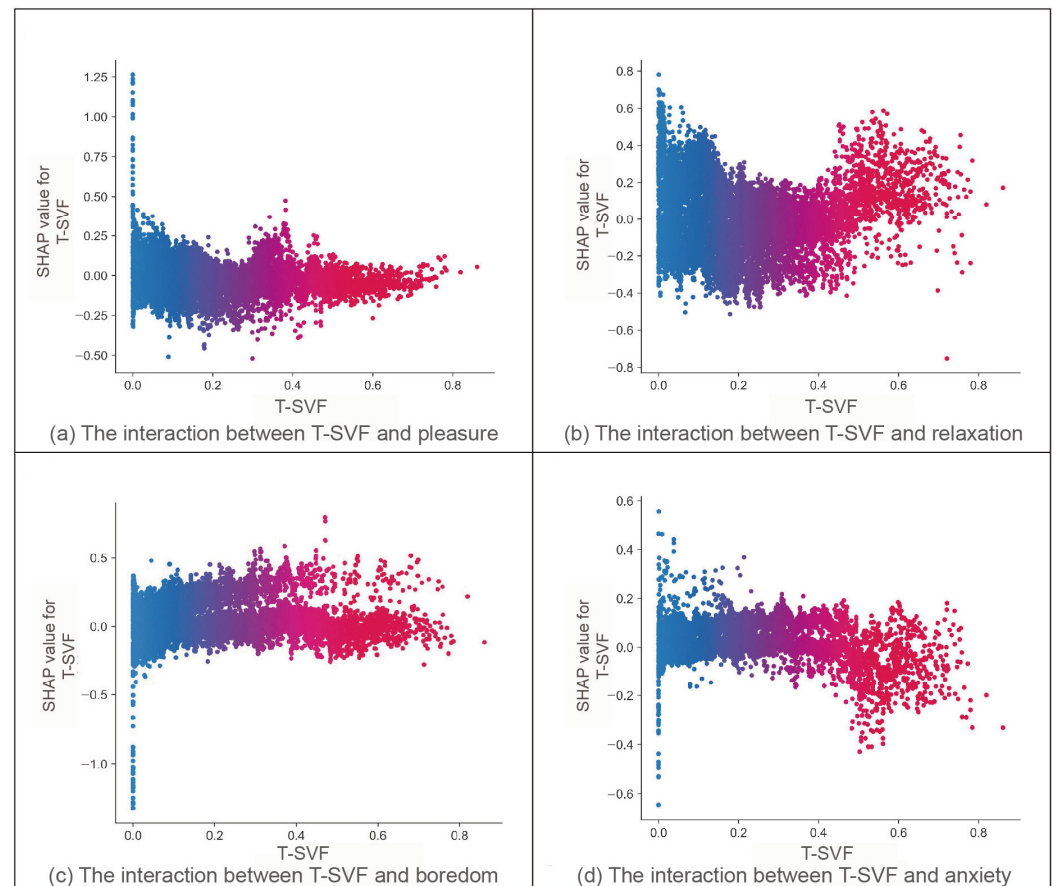 1.25
1.00
0.75
0.50
0.25
0.00
−0.25
−0.50
SHAP value for
T-SVF
0.0 0.2 0.4 0.6 0.8
T-SVF
(a) The interaction between T-SVF and pleasure
0.8
0.6
0.4
0.2
0.0
−0.2
−0.4
−0.6
−0.8
SHAP value for
T-SVF
0.0 0.2 0.4 0.6 0.8
T-SVF
(b) The interaction between T-SVF and relaxation
0.5
0.0
−0.5
−1.0
SHAP value for
T-SVF
0.0 0.2 0.4 0.6 0.8
T-SVF
(c) The interaction between T-SVF and boredom
0.6
0.4
0.2
0.0
−0.2
−0.4
−0.6
SHAP value for
T-SVF
0.0 0.2 0.4 0.6 0.8
T-SVF
(d) The interaction between T-SVF and anxiety